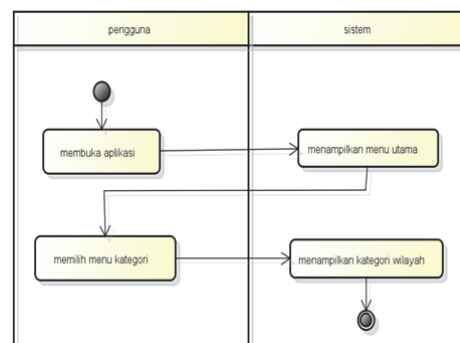 pengguna
sistem
membuka aplikasi
menampilkan menu utama
memilih menu kategori
menampilkan kategori wilayah